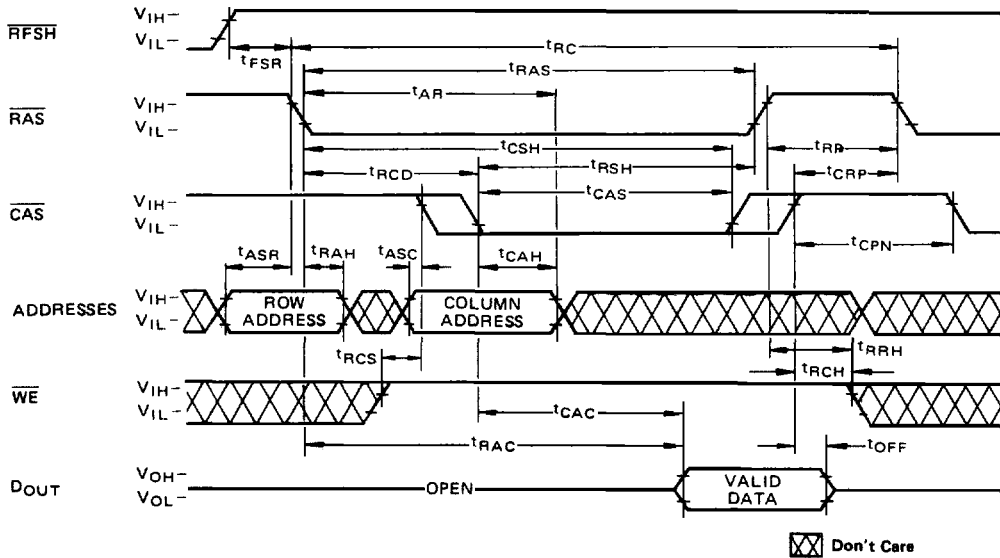 RFSH
VIH–
VIL–
tFSR
tRC
tRAS
tAR
RAS
VIH–
VIL–
tRP
tCSH
tRCD
tRSH
tCRP
tCAS
CAS
VIH–
VIL–
tCPN
tASR
tRAH
tASC
tCAH
ADDRESSES
VIH–
VIL–
ROW
ADDRESS
COLUMN
ADDRESS
tRCS
tRRH
tRCH
WE
VIH–
VIL–
tCAC
tRAC
tOFF
DOUT
VOH–
VOL–
OPEN
VALID
DATA
Don't Care